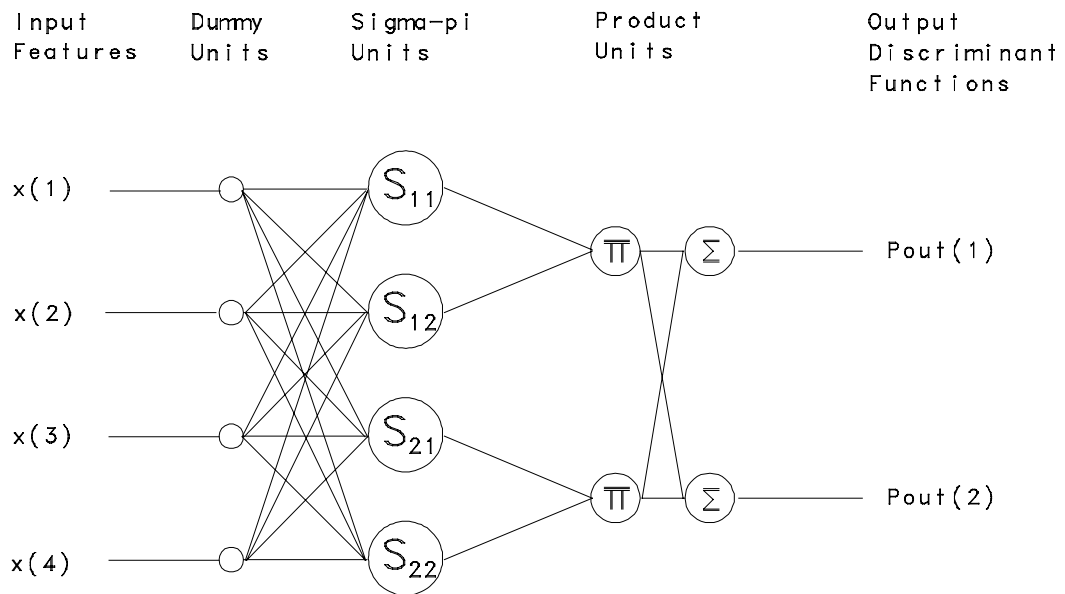 Input
Features
Dummy
Units
Sigma-pi
Units
Product
Units
Output
Discriminant
Functions
x(1)
S11
Π
Σ
Pout(1)
x(2)
S12
x(3)
S21
Π
Σ
Pout(2)
x(4)
S22